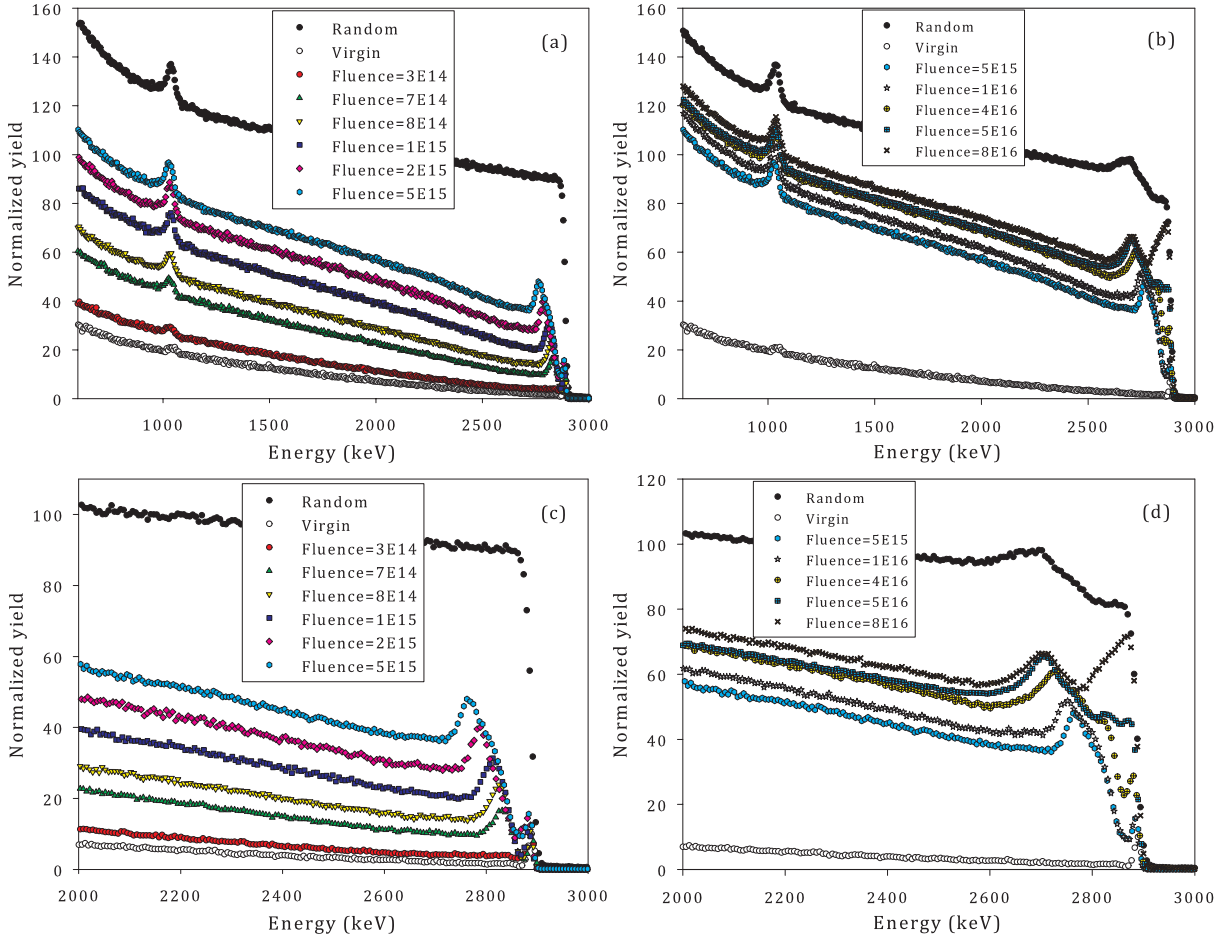 (a)
Random
Virgin
Fluence=3E14
Fluence=7E14
Fluence=8E14
Fluence=1E15
Fluence=2E15
Fluence=5E15
Normalized yield
160
140
120
100
80
60
40
20
0
1000
1500
2000
2500
3000
Energy (keV)
(b)
Random
Virgin
Fluence=5E15
Fluence=1E16
Fluence=4E16
Fluence=5E16
Fluence=8E16
Normalized yield
160
140
120
100
80
60
40
20
0
1000
1500
2000
2500
3000
Energy (keV)
(c)
Random
Virgin
Fluence=3E14
Fluence=7E14
Fluence=8E14
Fluence=1E15
Fluence=2E15
Fluence=5E15
Normalized yield
100
80
60
40
20
0
2000
2200
2400
2600
2800
3000
Energy (keV)
(d)
Random
Virgin
Fluence=5E15
Fluence=1E16
Fluence=4E16
Fluence=5E16
Fluence=8E16
Normalized yield
120
100
80
60
40
20
0
2000
2200
2400
2600
2800
3000
Energy (keV)